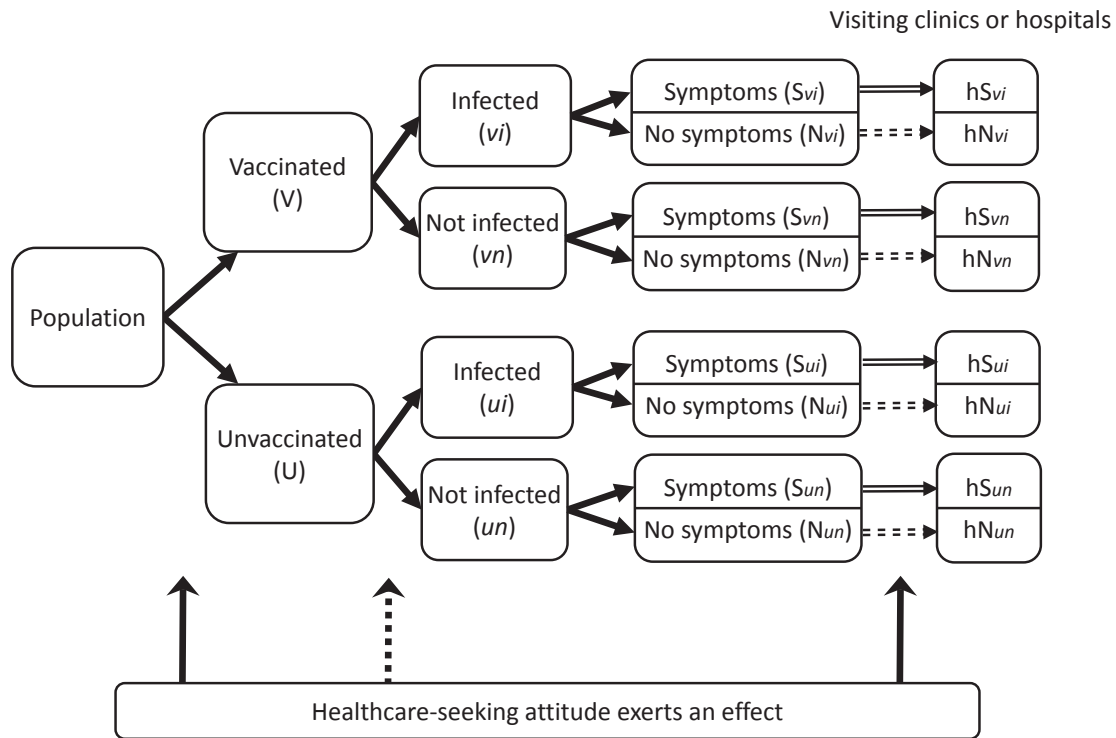 Visiting clinics or hospitals
Population
Vaccinated
(V)
Infected
(vi)
Symptoms (Svi)
No symptoms (Nvi)
hSvi
hNvi
Not infected
(vn)
Symptoms (Svn)
No symptoms (Nvn)
hSvn
hNvn
Unvaccinated
(U)
Infected
(ui)
Symptoms (Sui)
No symptoms (Nui)
hSui
hNui
Not infected
(un)
Symptoms (Sun)
No symptoms (Nun)
hSun
hNun
Healthcare-seeking attitude exerts an effect